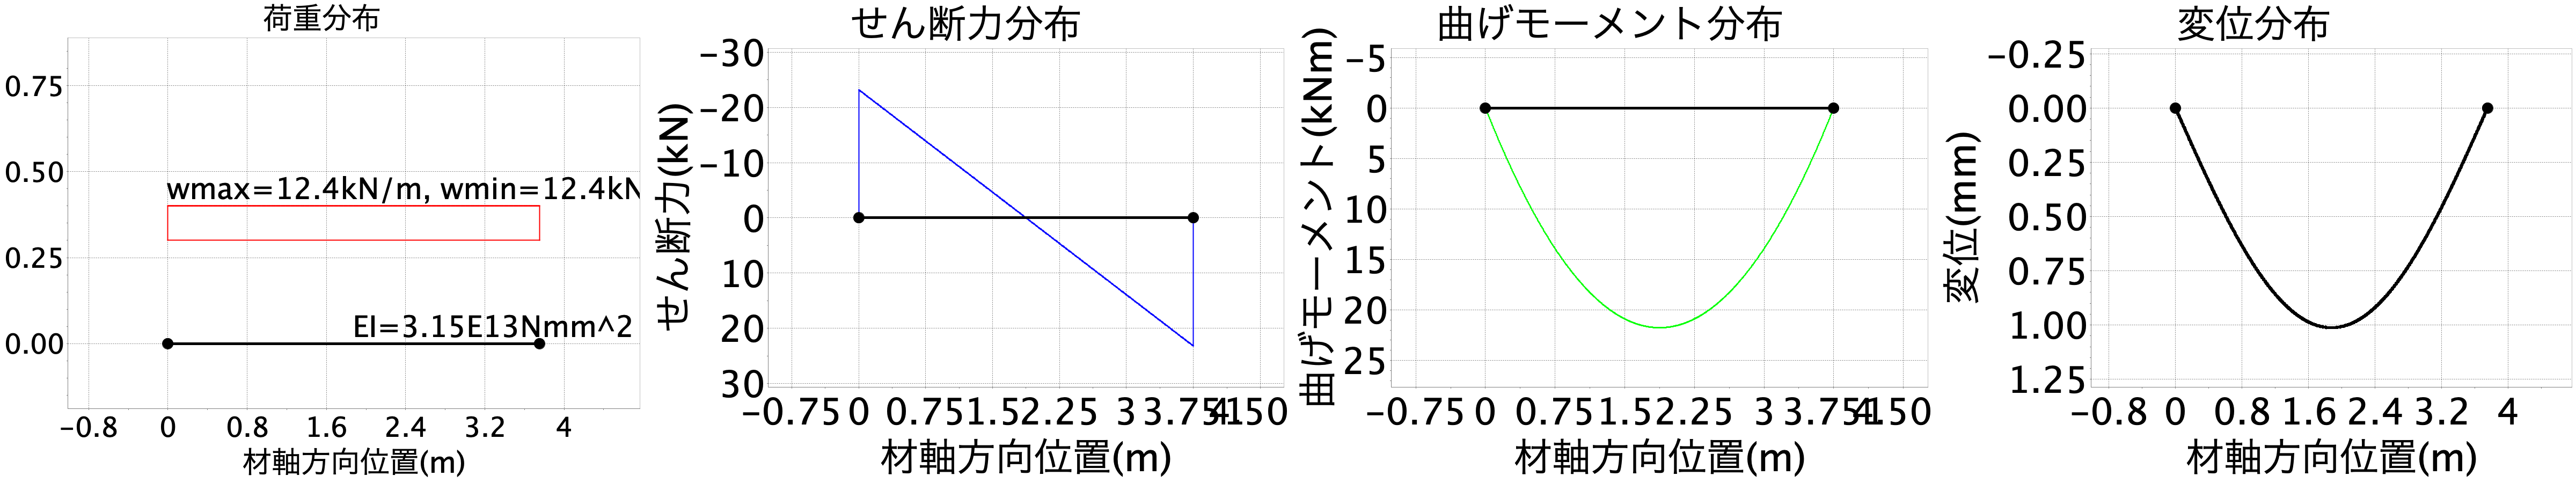 荷重分布
0.75
0.50
wmax=12.4kN/m, wmin=12.4kN
0.25
EI=3.15E13Nmm^2
0.00
−0.8 0 0.8 1.6 2.4 3.2 4
材軸方向位置(m)
せん断力分布
せん断力(kN)
−30
−20
−10
0
10
20
30
−0.75 0 0.75 1.5 2.25 3 3.75 4.50
材軸方向位置(m)
曲げモーメント分布
曲げモーメント(kNm)
−5
0
5
10
15
20
25
−0.75 0 0.75 1.5 2.25 3 3.75 4.50
材軸方向位置(m)
変位分布
変位(mm)
−0.25
0.00
0.25
0.50
0.75
1.00
1.25
−0.8 0 0.8 1.6 2.4 3.2 4
材軸方向位置(m)